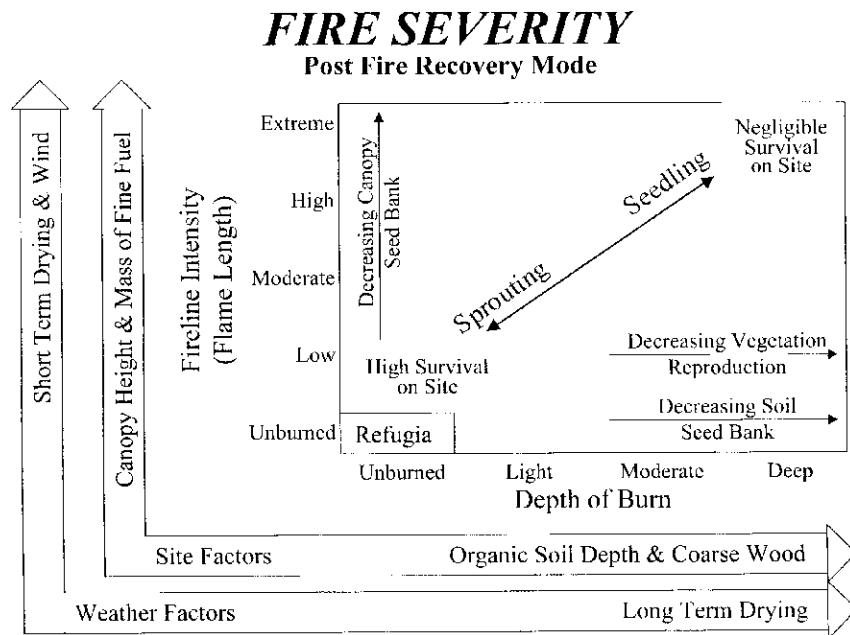 FIRE SEVERITY
Post Fire Recovery Mode
Short Term Drying & Wind
Canopy Height & Mass of Fine Fuel
Fireline Intensity
(Flame Length)
Extreme
High
Moderate
Low
Unburned
Decreasing Canopy
Seed Bank
Negligible
Survival
on Site
Seedling
Sprouting
High Survival
on Site
Decreasing Vegetation
Reproduction
Decreasing Soil
Seed Bank
Refugia
Unburned
Light
Moderate
Deep
Depth of Burn
Site Factors
Organic Soil Depth & Coarse Wood
Weather Factors
Long Term Drying